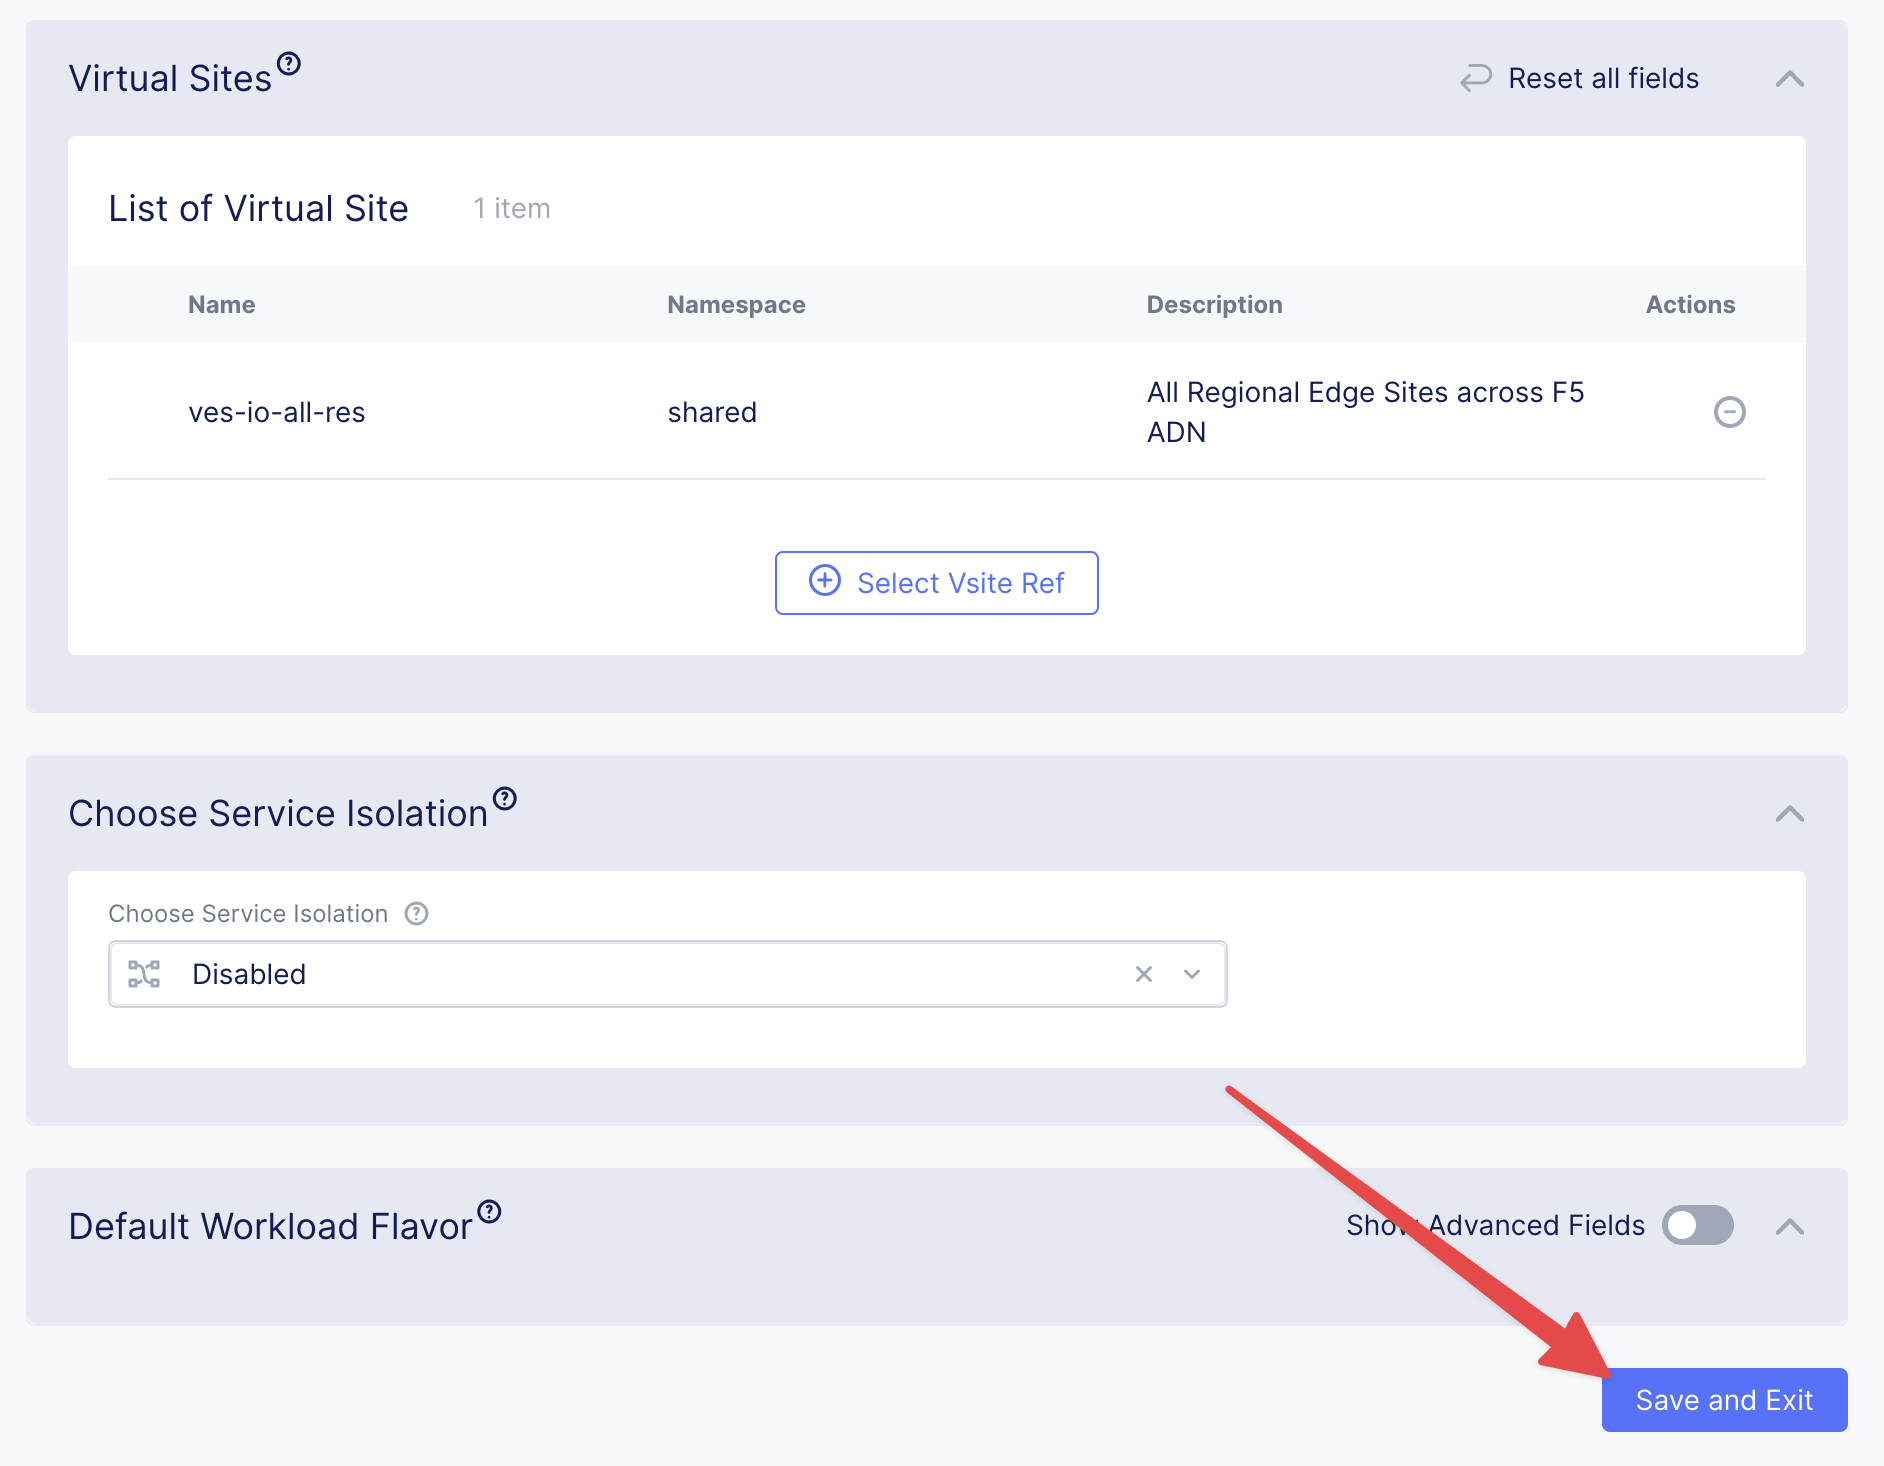 Virtual Sites
Reset all fields
List of Virtual Site 1 item
Name Namespace Description Actions
ves-io-all-res shared All Regional Edge Sites across F5
ADN
Select Vsite Ref
Choose Service Isolation
Choose Service Isolation
Disabled
Default Workload Flavor
Show Advanced Fields
Save and Exit